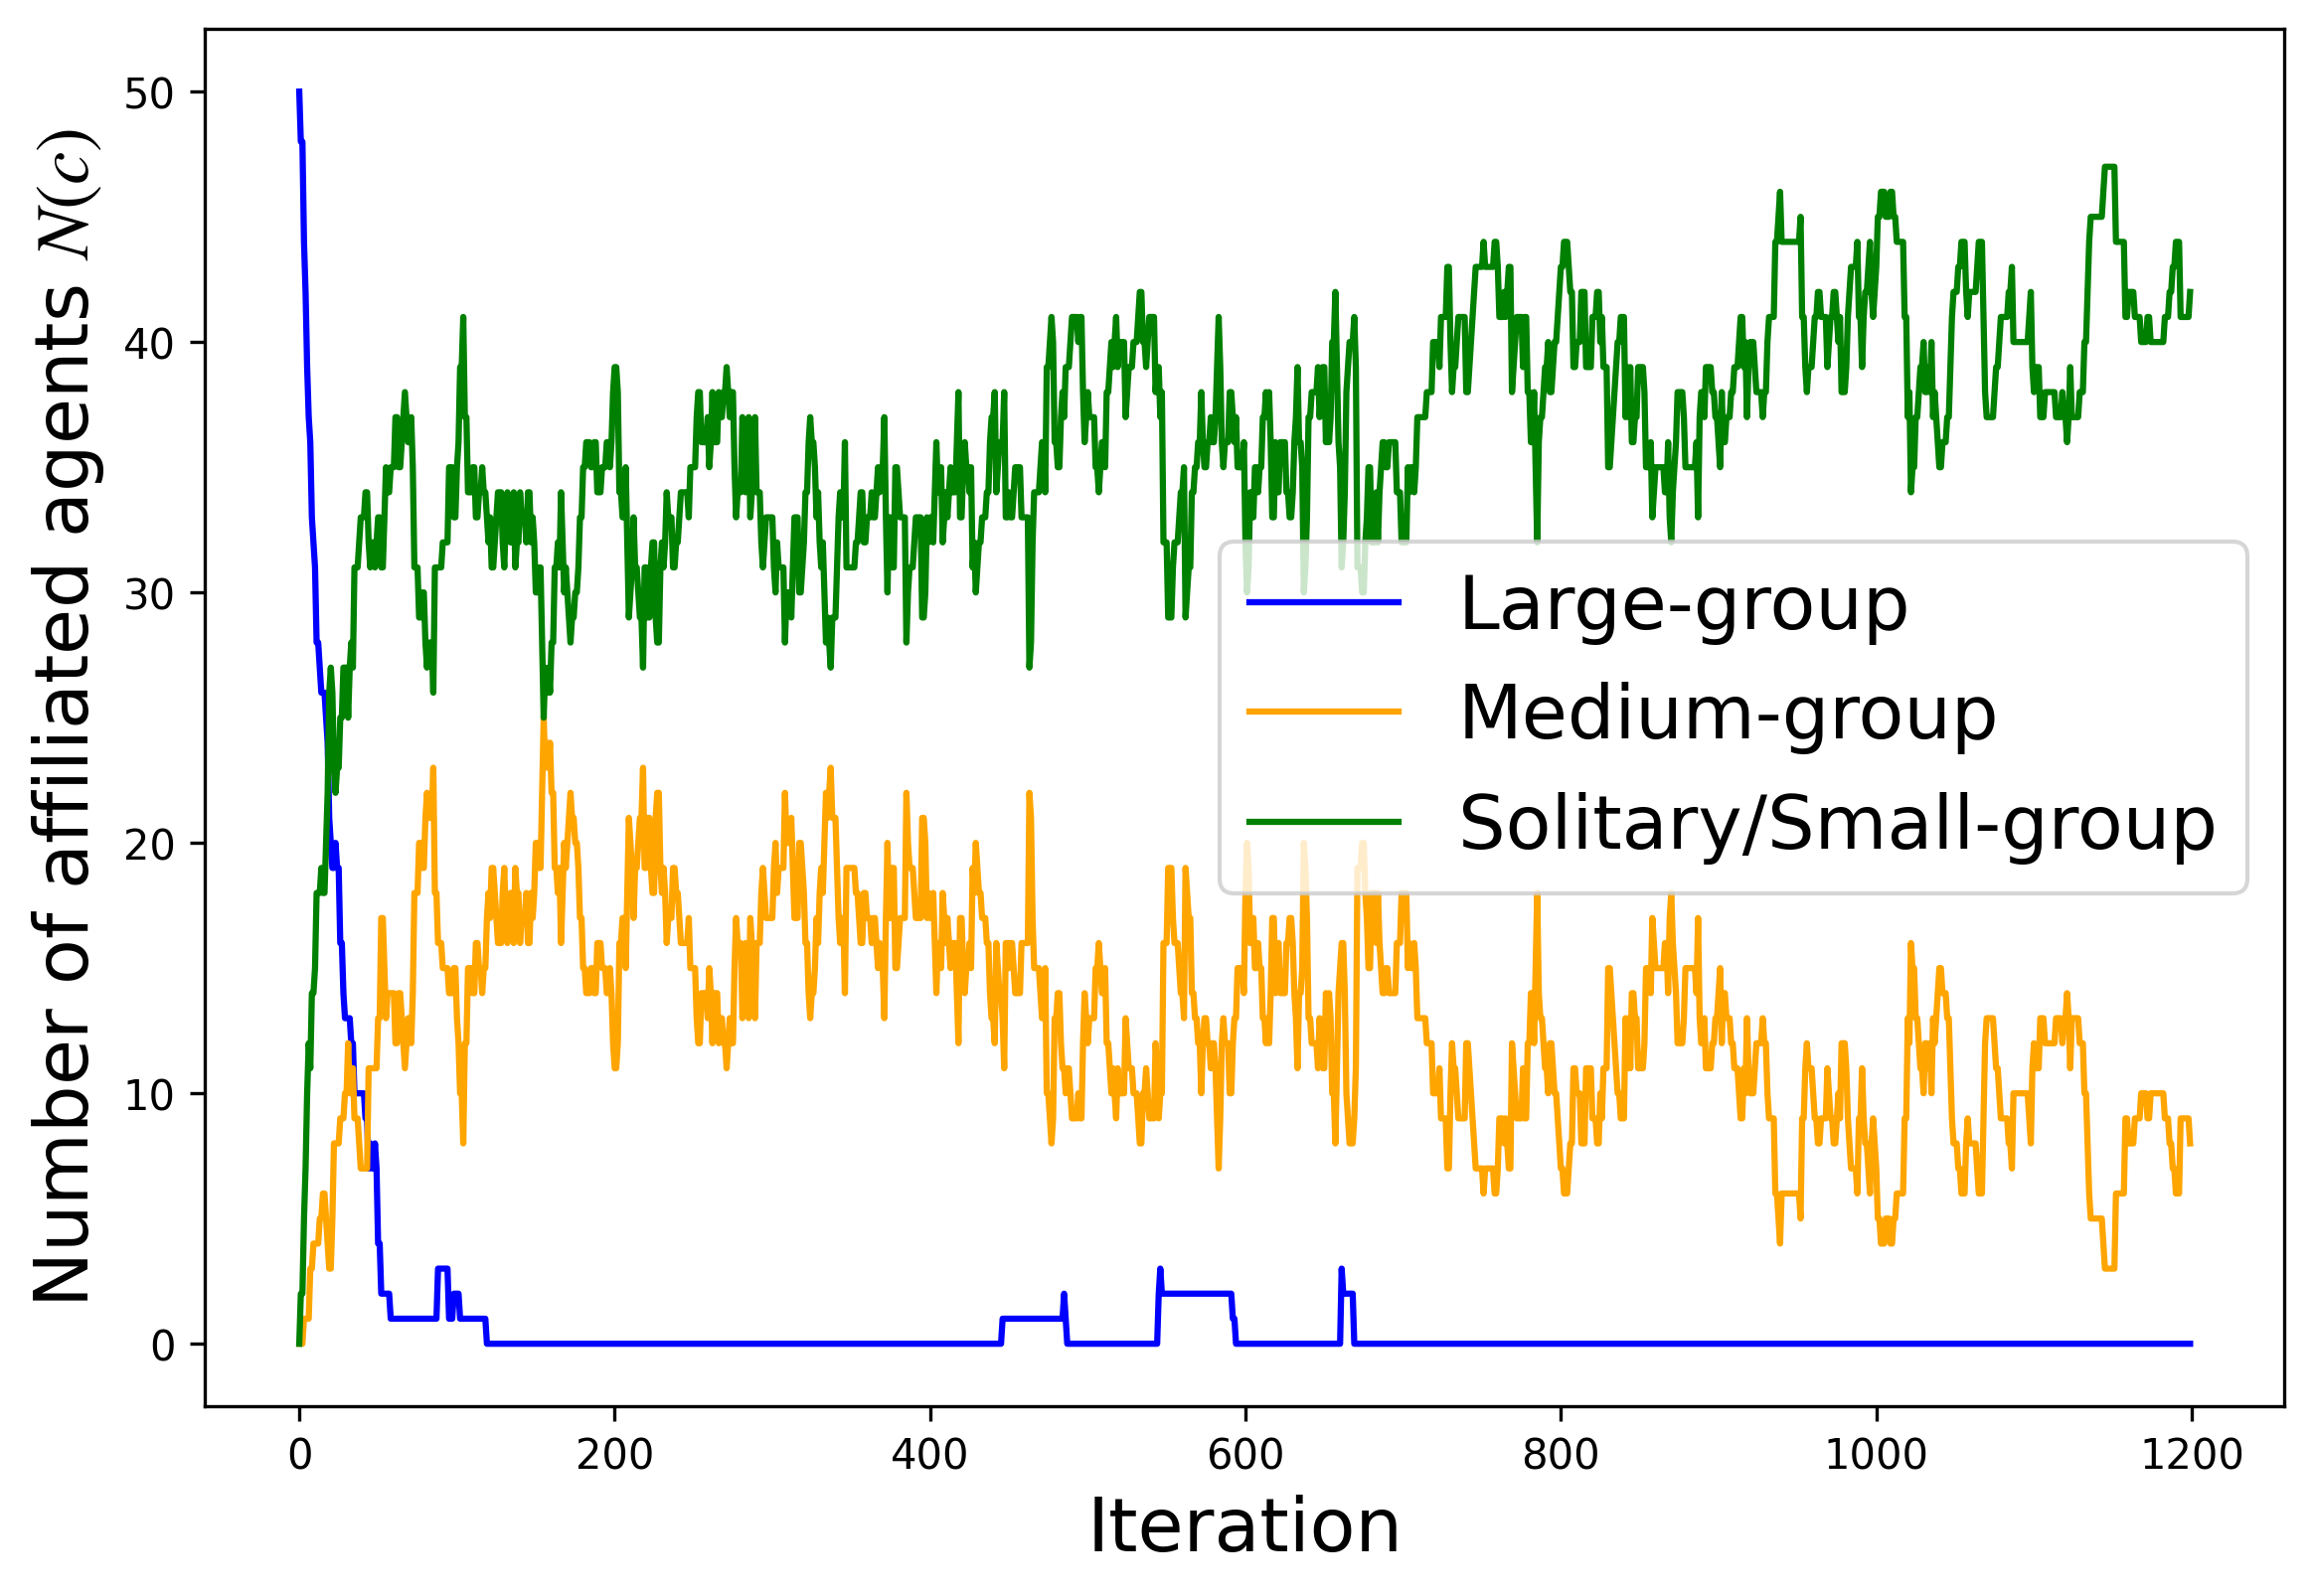 Number of affiliated agents N(c)
50
40
30
20
10
0
Large-group
Medium-group
Solitary/Small-group
0 200 400 600 800 1000 1200
Iteration